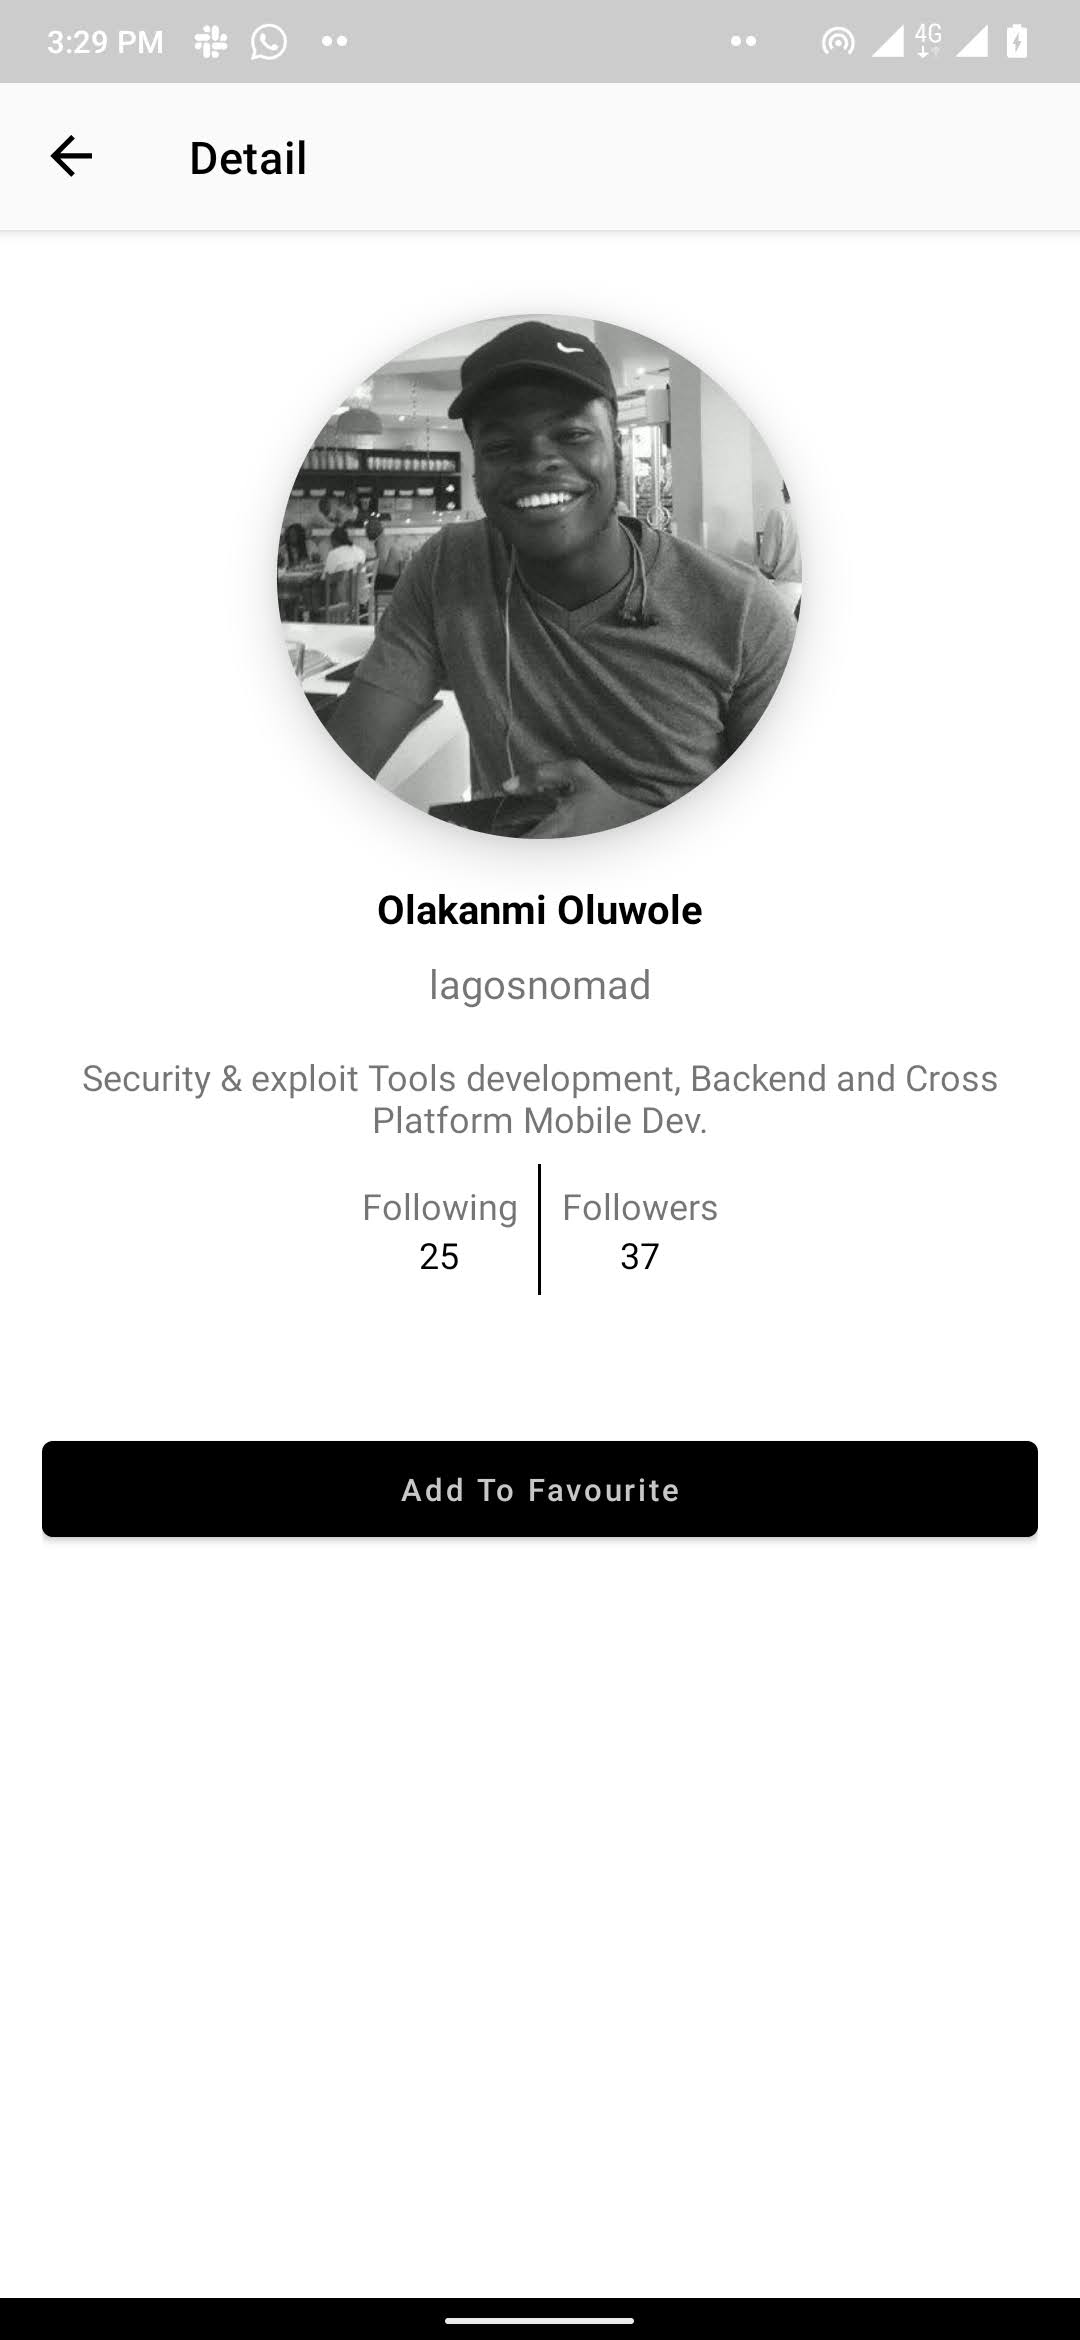 3:29 PM
4G
Detail
Olakanmi Oluwole
lagosnomad
Security & exploit Tools development, Backend and Cross
Platform Mobile Dev.
Following
25
Followers
37
Add To Favourite